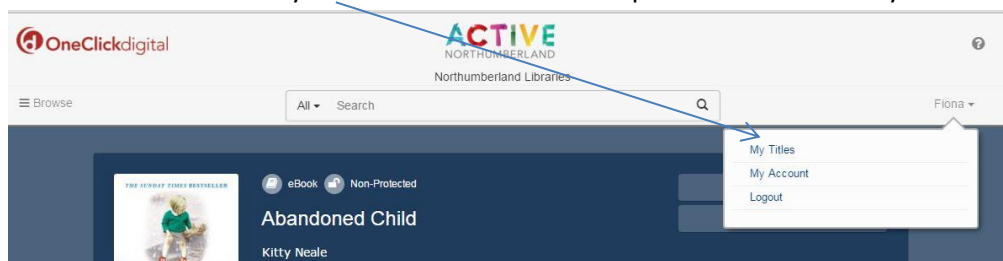 OneClickdigital
ACTIVE
NORTHUMBERLAND
Northumberland Libraries
Browse
All
Search
Fiona
My Titles
My Account
Logout
THE SUNDAY TIMES BESTSELLER
eBook
Non-Protected
Abandoned Child
Kitty Neale